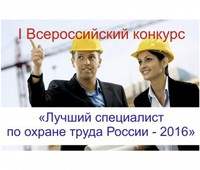 I Всероссийский конкурс
«Лучший специалист
по охране труда России - 2016»